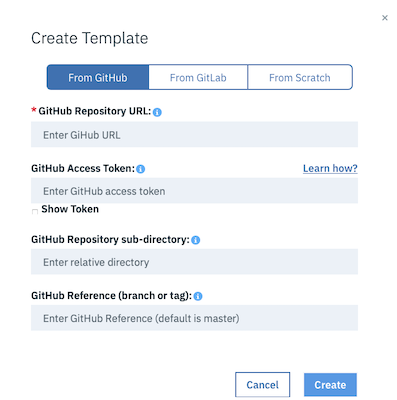 ×
Create Template
From GitHub From GitLab From Scratch
* GitHub Repository URL: i
Enter GiHub URL
GitHub Access Token: i Learn how?
Enter GitHub access token
Show Token
GitHub Repository sub-directory: i
Enter relative directory
GitHub Reference (branch or tag): i
Enter GitHub Reference (default is master)
Cancel Create